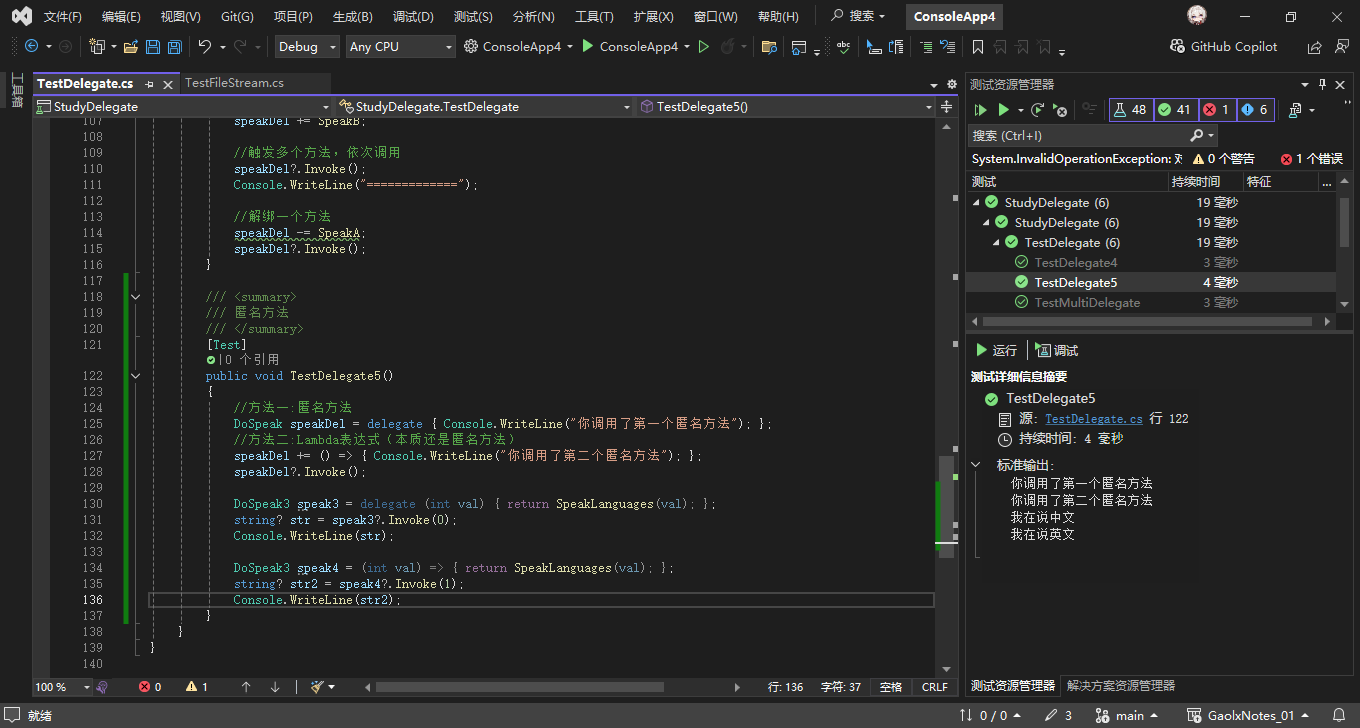 文件(F) 编辑(E) 视图(V) Git(G) 项目(P) 生成(B) 调试(D) 测试(S) 分析(N) 工具(T) 扩展(X) 窗口(W) 帮助(H) 搜索 ConsoleApp4
Debug Any CPU ConsoleApp4 ConsoleApp4 GitHub Copilot
工具箱
TestDelegate.cs TestFileStream.cs
StudyDelegate StudyDelegate.TestDelegate TestDelegate5()
107 speakDel += SpeakB;
108
109 //触发多个方法，依次调用
110 speakDel?.Invoke();
111 Console.WriteLine("=============");
112
113 //解绑一个方法
114 speakDel -= SpeakA;
115 speakDel?.Invoke();
116 }
117
118 /// <summary>
119 /// 匿名方法
120 /// </summary>
121 [Test]
|0 个引用
122 public void TestDelegate5()
123 {
124 //方法一:匿名方法
125 DoSpeak speakDel = delegate { Console.WriteLine("你调用了第一个匿名方法"); };
126 //方法二:Lambda表达式（本质还是匿名方法）
127 speakDel += () => { Console.WriteLine("你调用了第二个匿名方法"); };
128 speakDel?.Invoke();
129
130 DoSpeak3 speak3 = delegate (int val) { return SpeakLanguages(val); };
131 string? str = speak3?.Invoke(0);
132 Console.WriteLine(str);
133
134 DoSpeak3 speak4 = (int val) => { return SpeakLanguages(val); };
135 string? str2 = speak4?.Invoke(1);
136 Console.WriteLine(str2);
137 }
138 }
139 }
140
100 % 0 1 行: 136 字符: 37 空格 CRLF
测试资源管理器
48 41 1 6
搜索 (Ctrl+I)
System.InvalidOperationException: 0 个警告 1 个错误
测试 持续时间 特征 ...
StudyDelegate (6) 19 毫秒
StudyDelegate (6) 19 毫秒
TestDelegate (6) 19 毫秒
TestDelegate4 3 毫秒
TestDelegate5 4 毫秒
TestMultiDelegate 3 毫秒
运行 调试
测试详细信息摘要
TestDelegate5
源: TestDelegate.cs 行 122
持续时间: 4 毫秒
标准输出:
你调用了第一个匿名方法
你调用了第二个匿名方法
我在说中文
我在说英文
测试资源管理器 解决方案资源管理器
就绪 0 / 0 3 main GaolxNotes_01